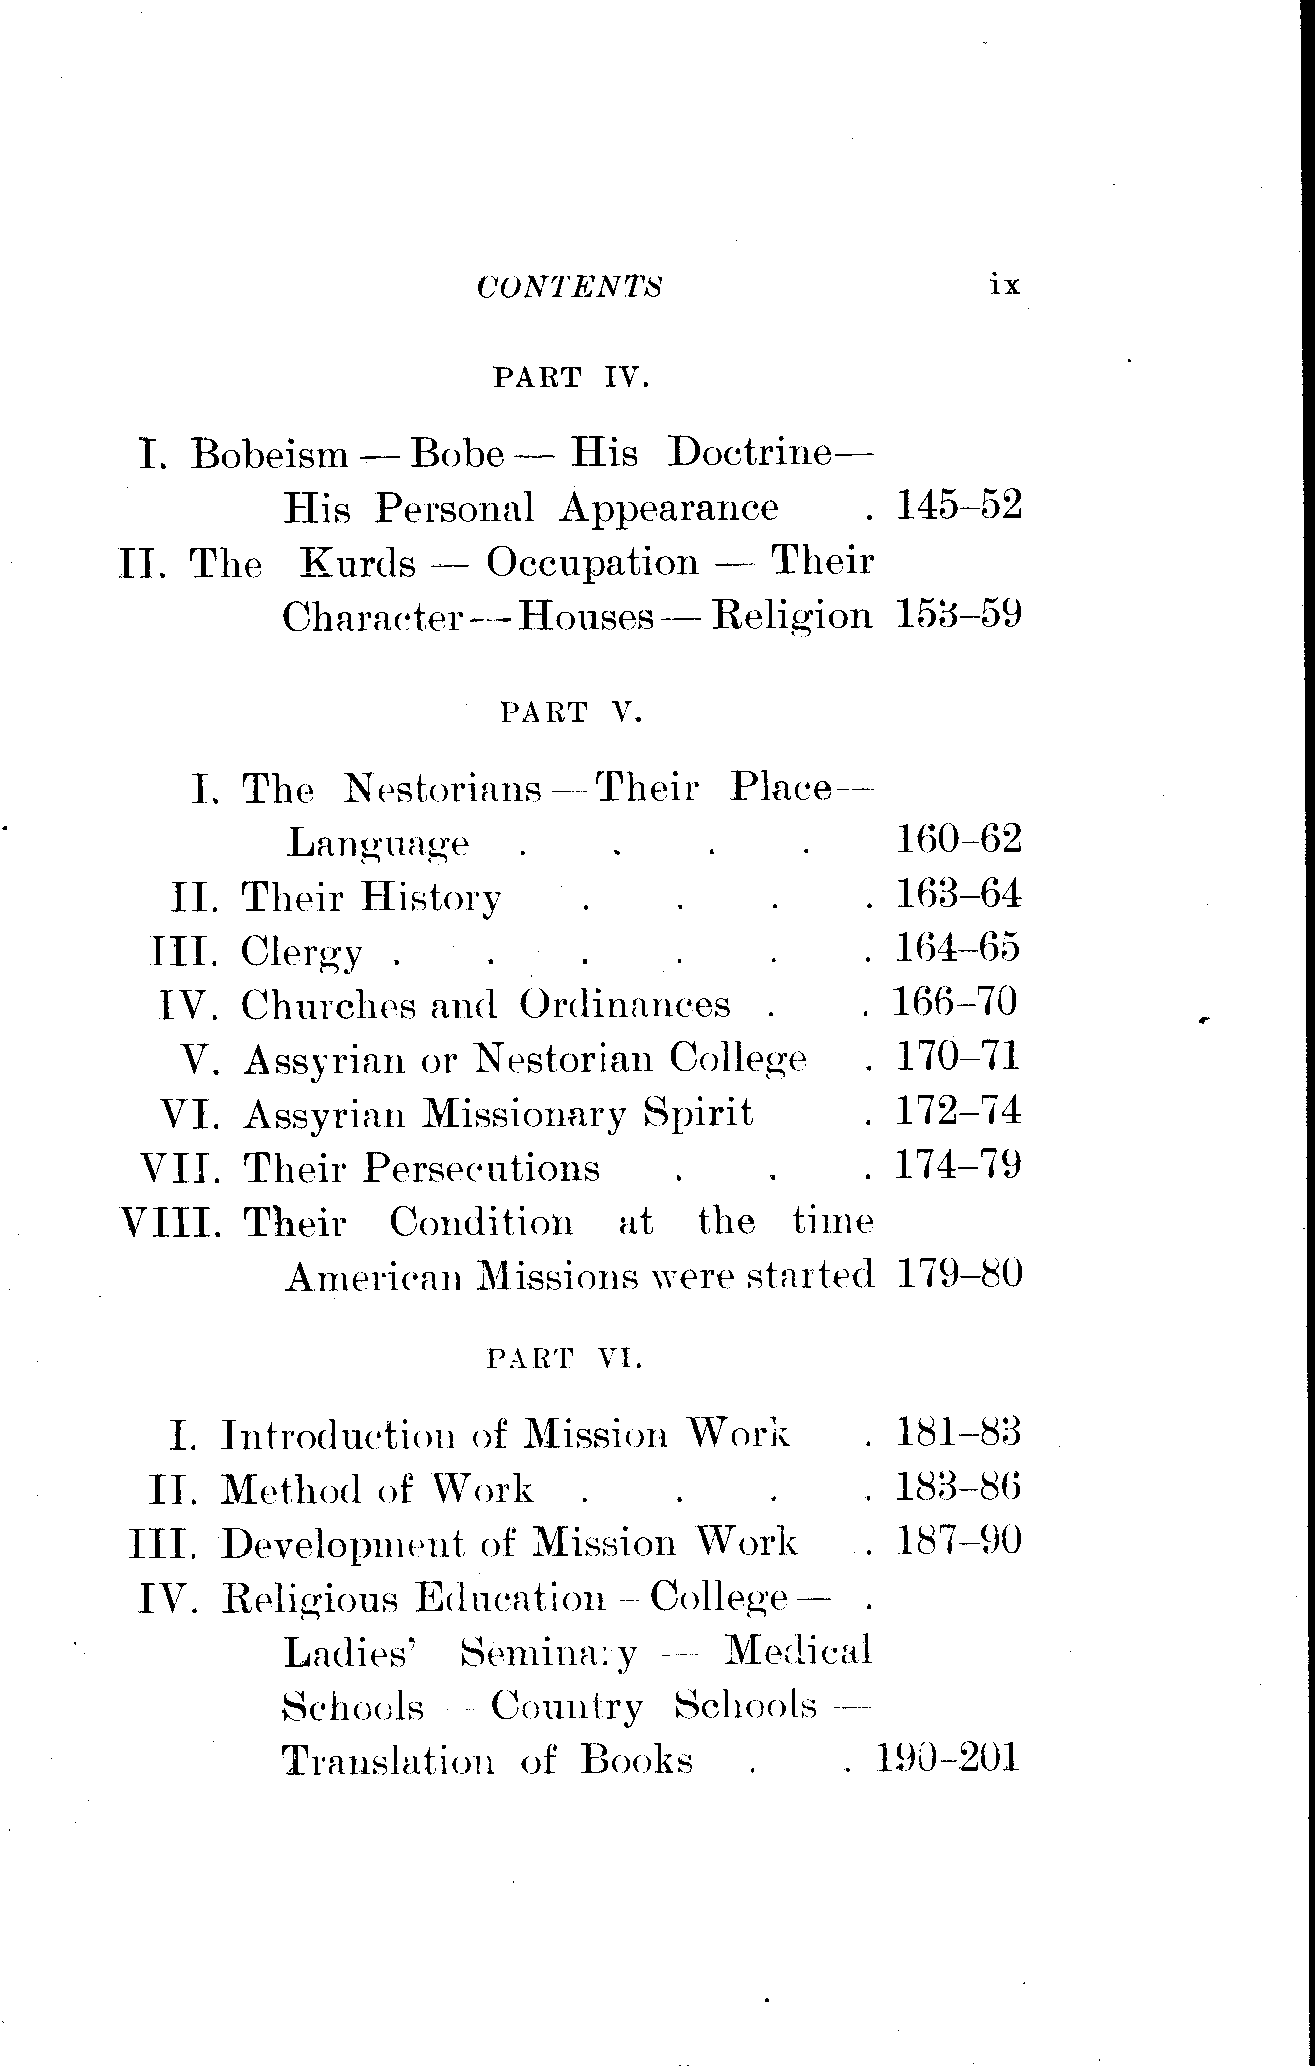 CONTENTS ix
PART IV.
I. Bobeism — Bobe — His Doctrine—
His Personal Appearance . 145–52
II. The Kurds — Occupation — Their
Character—Houses—Religion 153–59
PART V.
I. The Nestorians—Their Place—
Language . . . . 160–62
II. Their History . . . . 163–64
III. Clergy . . . . . . 164–65
IV. Churches and Ordinances . . 166–70
V. Assyrian or Nestorian College . 170–71
VI. Assyrian Missionary Spirit . 172–74
VII. Their Persecutions . . . 174–79
VIII. Their Condition at the time
American Missions were started 179–80
PART VI.
I. Introduction of Mission Work . 181–83
II. Method of Work . . . . 183–86
III. Development of Mission Work . 187–90
IV. Religious Education – College — .
Ladies' Seminary — Medical
Schools – Country Schools —
Translation of Books . . 190–201